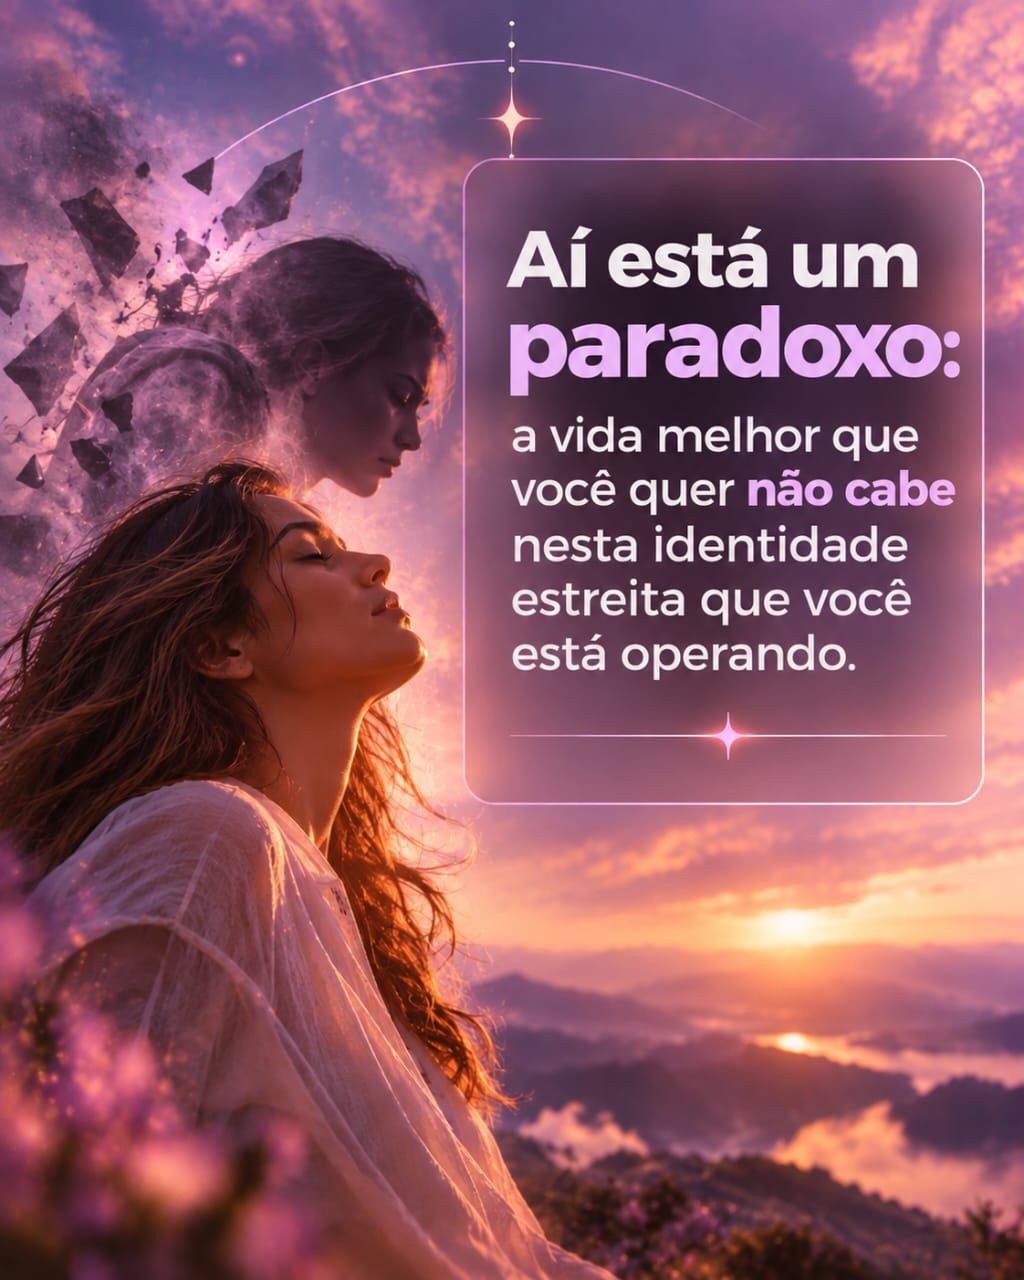 Aí está um
paradoxo:
a vida melhor que
você quer não cabe
nesta identidade
estreita que você
está operando.